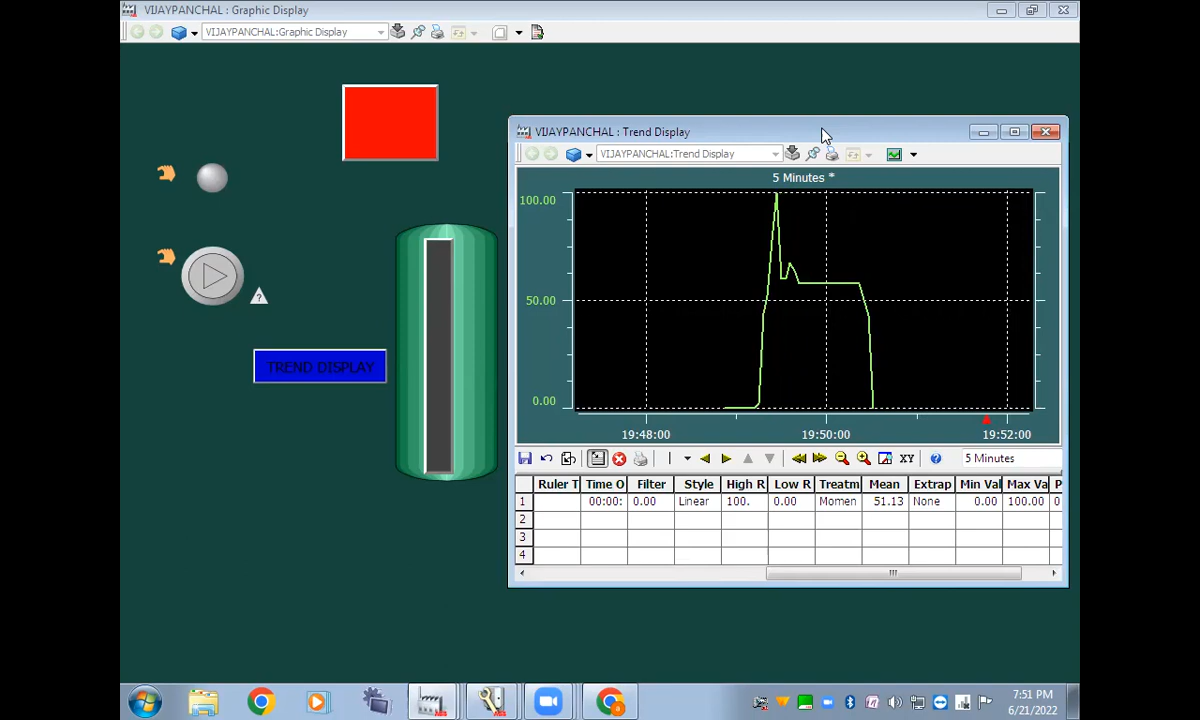 VIJAYPANCHAL : Graphic Display
VIJAYPANCHAL:Graphic Display
VIJAYPANCHAL : Trend Display
VIJAYPANCHAL:Trend Display
5 Minutes *
100.00
50.00
0.00
19:48:00 19:50:00 19:52:00
?
TREND DISPLAY
XY ? 5 Minutes
Ruler T Time O Filter Style High R Low R Treatm Mean Extrap Min Val Max Va P
1 00:00: 0.00 Linear 100. 0.00 Momen 51.13 None 0.00 100.00 0
2
3
4
7:51 PM
6/21/2022